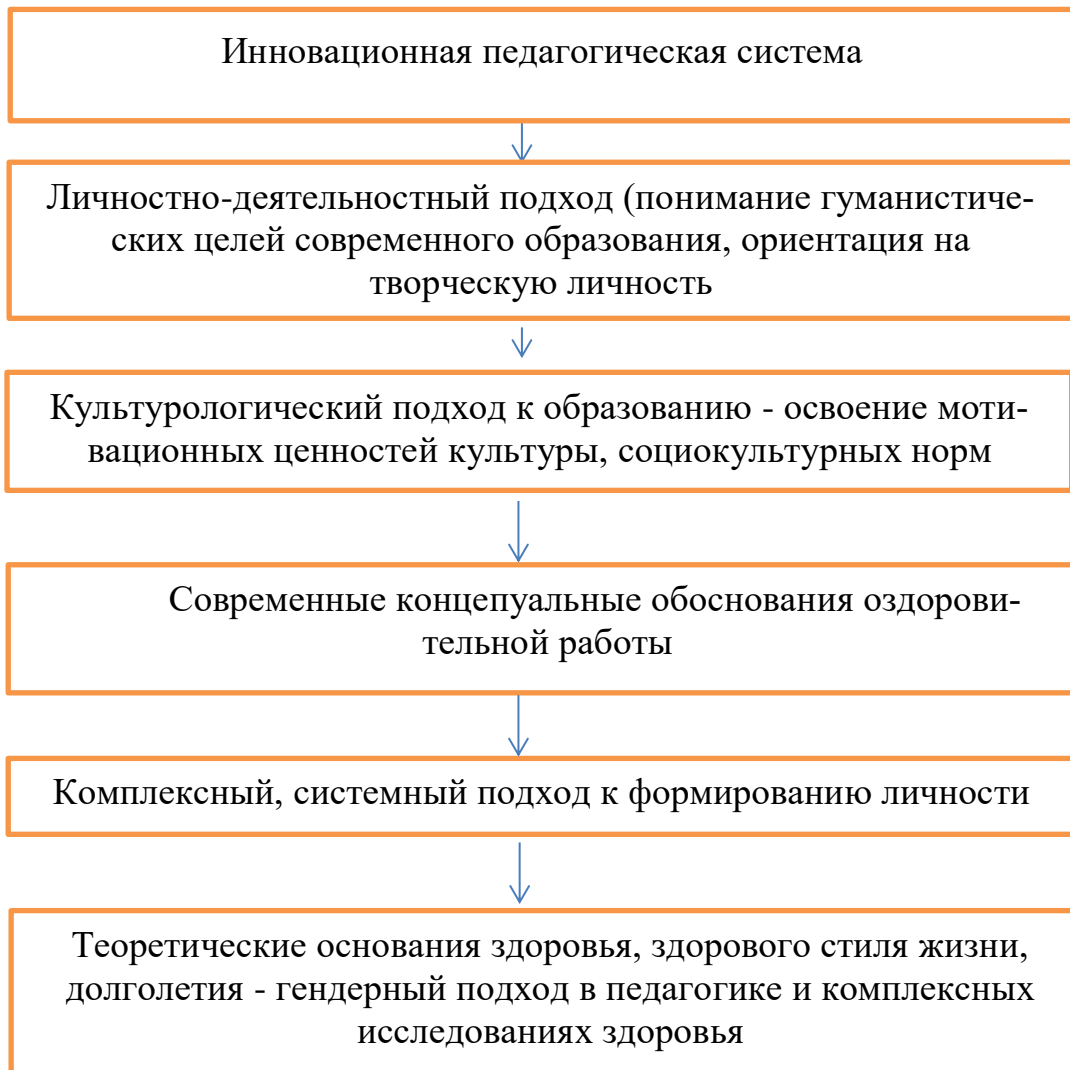 Инновационная педагогическая система
Личностно-деятельностный подход (понимание гуманистиче-
ских целей современного образования, ориентация на
творческую личность
Культурологический подход к образованию - освоение моти-
вационных ценностей культуры, социокультурных норм
Современные концепуальные обоснования оздорови-
тельной работы
Комплексный, системный подход к формированию личности
Теоретические основания здоровья, здорового стиля жизни,
долголетия - гендерный подход в педагогике и комплексных
исследованиях здоровья